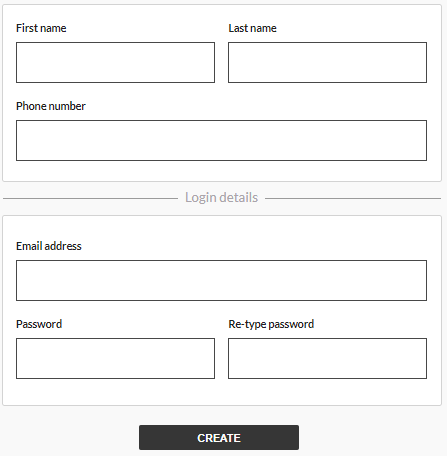 First name Last name
Phone number
Login details
Email address
Password Re-type password
CREATE